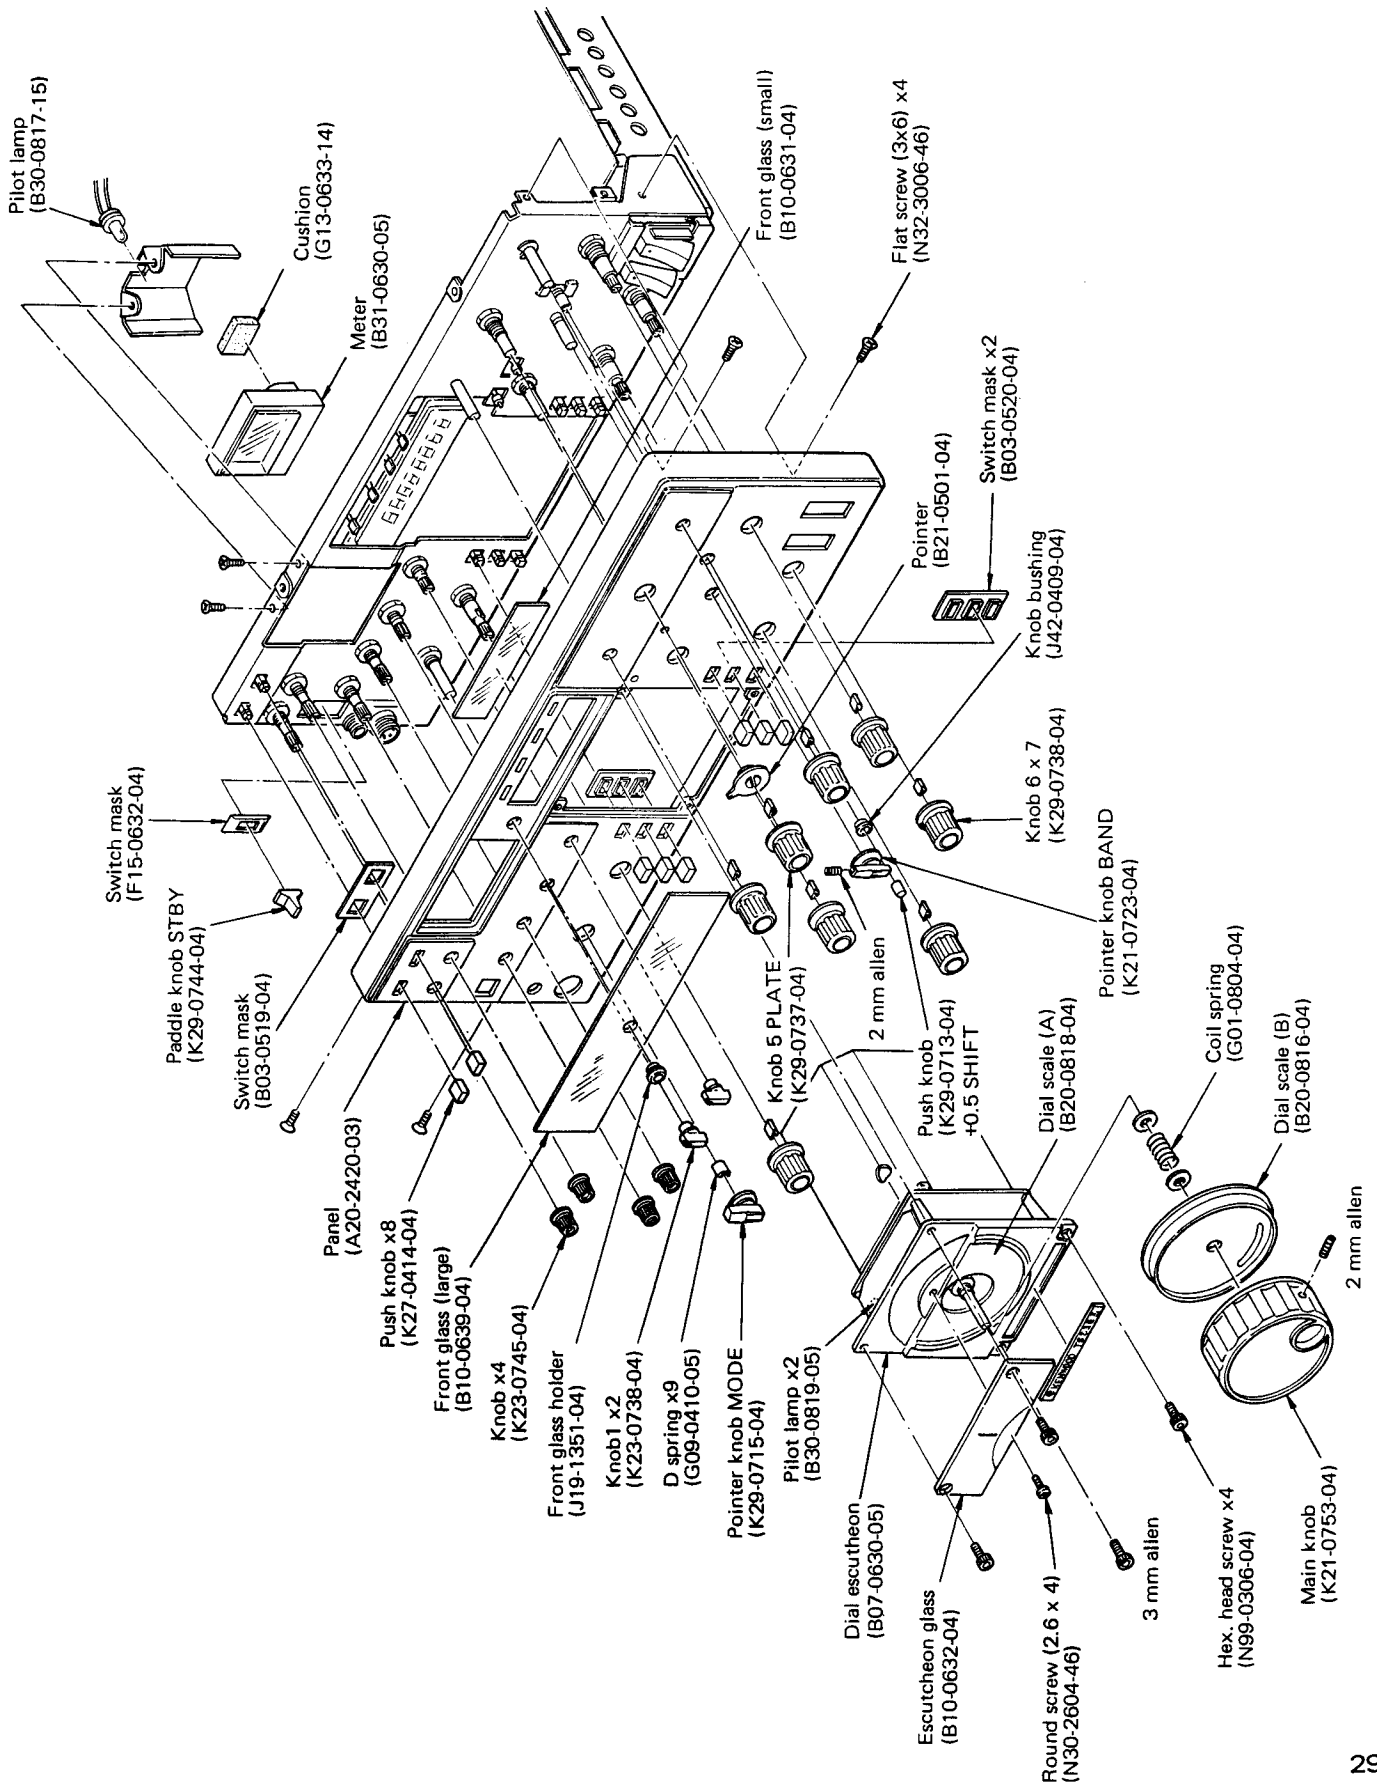 Pilot lamp
(B30-0817-15)
Cushion
(G13-0633-14)
Meter
(B31-0630-05)
Front glass (small)
(B10-0631-04)
Flat screw (3x6) x4
(N32-3006-46)
Switch mask x2
(B03-0520-04)
Pointer
(B21-0501-04)
Knob bushing
(J42-0409-04)
Knob 6 x 7
(K29-0738-04)
Pointer knob BAND
(K21-0723-04)
Switch mask
(F15-0632-04)
Paddle knob STBY
(K29-0744-04)
Switch mask
(B03-0519-04)
Panel
(A20-2420-03)
Push knob x8
(K27-0414-04)
Front glass (large)
(B10-0639-04)
Knob x4
(K23-0745-04)
Front glass holder
(J19-1351-04)
Knob1 x2
(K23-0738-04)
D spring x9
(G09-0410-05)
Pointer knob MODE
(K29-0715-04)
Knob 5 PLATE
(K29-0737-04)
2 mm allen
Push knob
(K29-0713-04)
+0.5 SHIFT
Dial scale (A)
(B20-0818-04)
Coil spring
(G01-0804-04)
Dial scale (B)
(B20-0816-04)
2 mm allen
Pilot lamp x2
(B30-0819-05)
Dial escutheon
(B07-0630-05)
Escutcheon glass
(B10-0632-04)
Round screw (2.6 x 4)
(N30-2604-46)
3 mm allen
Hex. head screw x4
(N99-0306-04)
Main knob
(K21-0753-04)
29